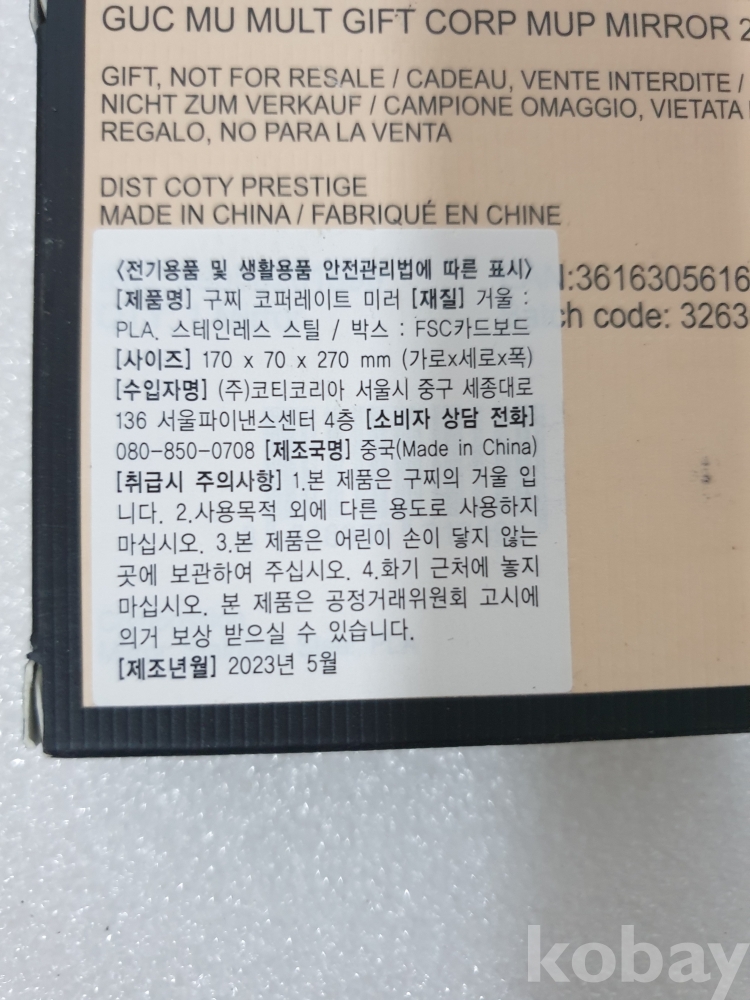 GUC MU MULT GIFT CORP MUP MIRROR 2
GIFT, NOT FOR RESALE / CADEAU, VENTE INTERDITE /
NICHT ZUM VERKAUF / CAMPIONE OMAGGIO, VIETATA
REGALO, NO PARA LA VENTA
DIST COTY PRESTIGE
MADE IN CHINA / FABRIQUÉ EN CHINE
:3616305616
ch code: 3263
<전기용품 및 생활용품 안전관리법에 따른 표시>
[제품명] 구찌 코퍼레이트 미러 [재질] 거울 :
PLA, 스테인레스 스틸 / 박스 : FSC카드보드
[사이즈] 170 x 70 x 270 mm (가로x세로x폭)
[수입자명] (주)코티코리아 서울시 중구 세종대로
136 서울파이낸스센터 4층 [소비자 상담 전화]
080-850-0708 [제조국명] 중국(Made in China)
[취급시 주의사항] 1.본 제품은 구찌의 거울 입
니다. 2.사용목적 외에 다른 용도로 사용하지
마십시오. 3.본 제품은 어린이 손이 닿지 않는
곳에 보관하여 주십시오. 4.화기 근처에 놓지
마십시오. 본 제품은 공정거래위원회 고시에
의거 보상 받으실 수 있습니다.
[제조년월] 2023년 5월
kobay